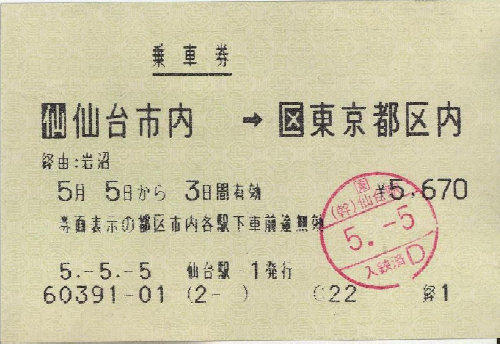 乗車券
仙 仙台市内 → 区 東京都区内
経由:岩沼
5月 5日から 3日間有効 ¥5,670
券面表示の都区市内各駅下車前途無効
5.-5.-5 仙台駅 1発行
60391-01 (2- ) C22 経1
(幹)仙台
5.-5
入鋏済 D